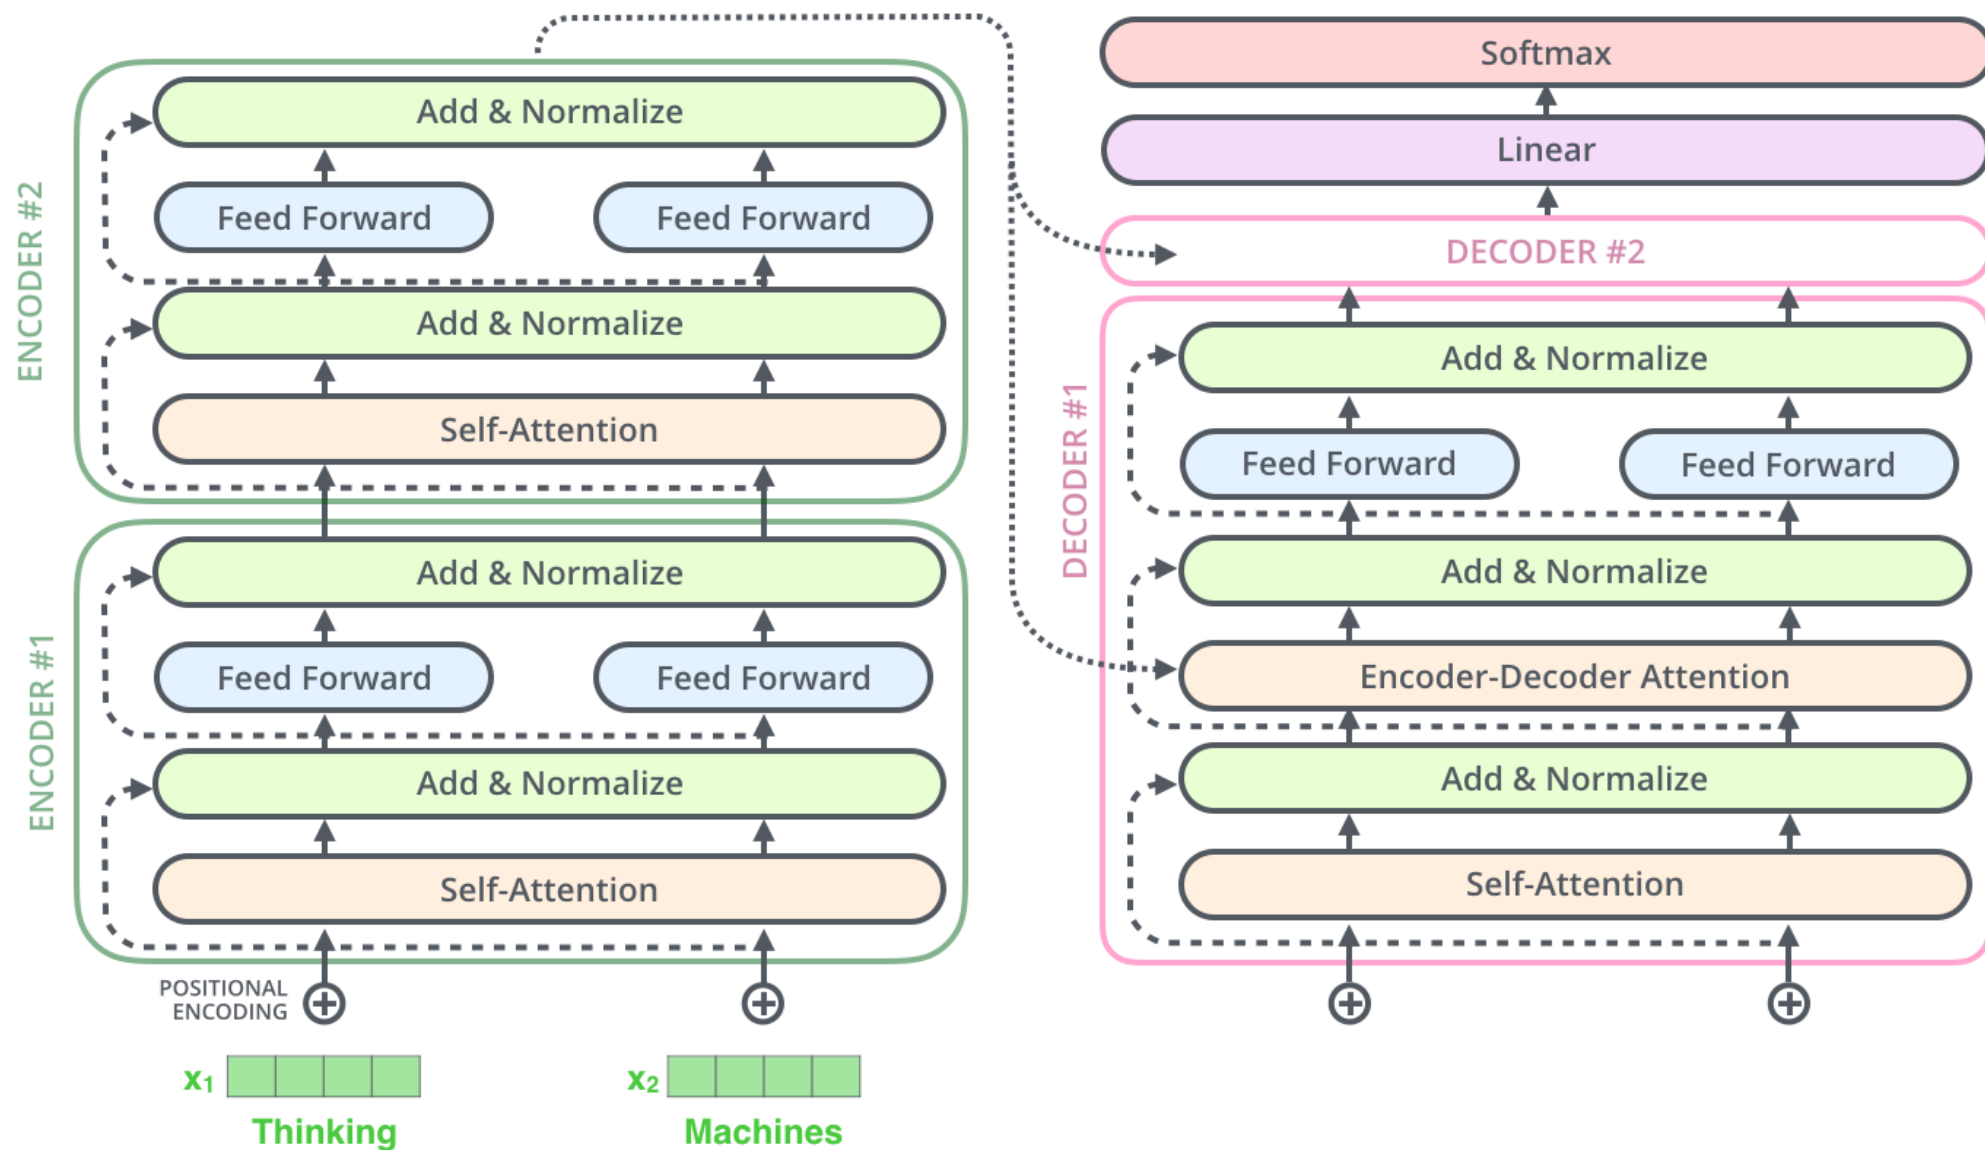 ENCODER #2
Add & Normalize
Feed Forward
Feed Forward
Add & Normalize
Self-Attention
ENCODER #1
Add & Normalize
Feed Forward
Feed Forward
Add & Normalize
Self-Attention
POSITIONAL
ENCODING
x1
x2
Thinking
Machines
Softmax
Linear
DECODER #2
DECODER #1
Add & Normalize
Feed Forward
Feed Forward
Add & Normalize
Encoder-Decoder Attention
Add & Normalize
Self-Attention